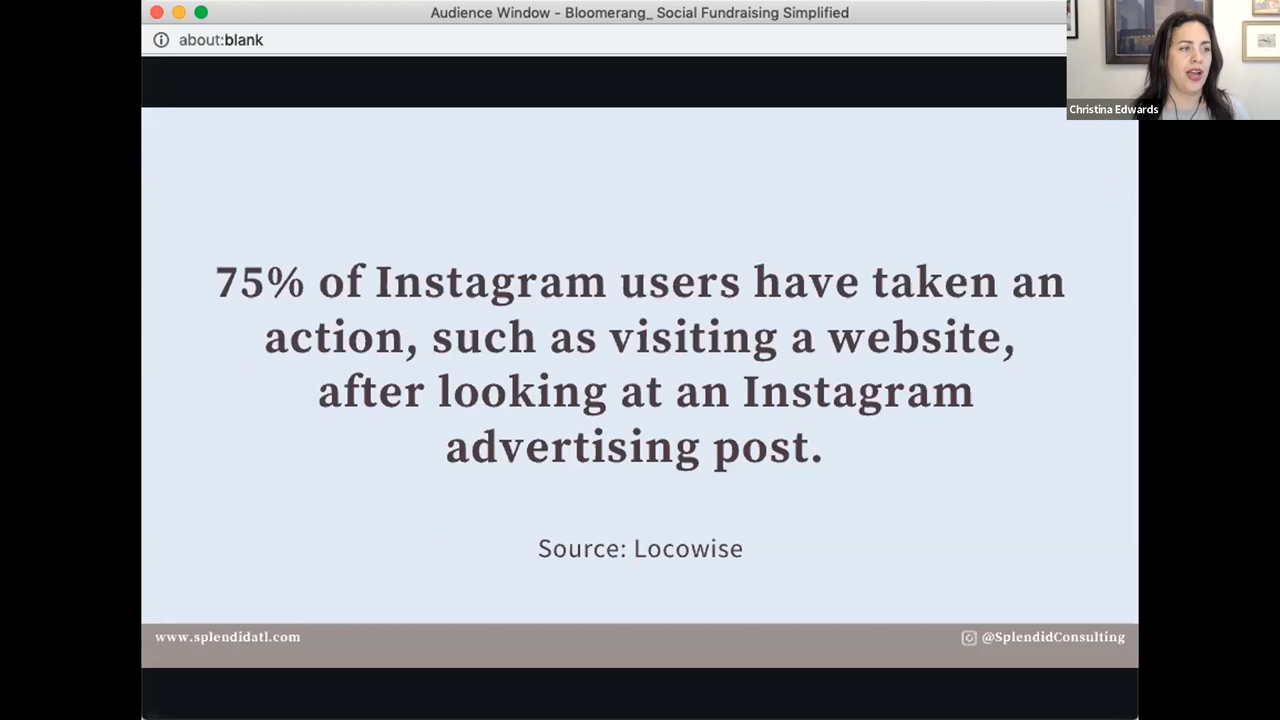 Audience Window - Bloomerang_ Social Fundraising Simplified
about:blank
Christina Edwards
75% of Instagram users have taken an
action, such as visiting a website,
after looking at an Instagram
advertising post.
Source: Locowise
www.splendidatl.com
@SplendidConsulting